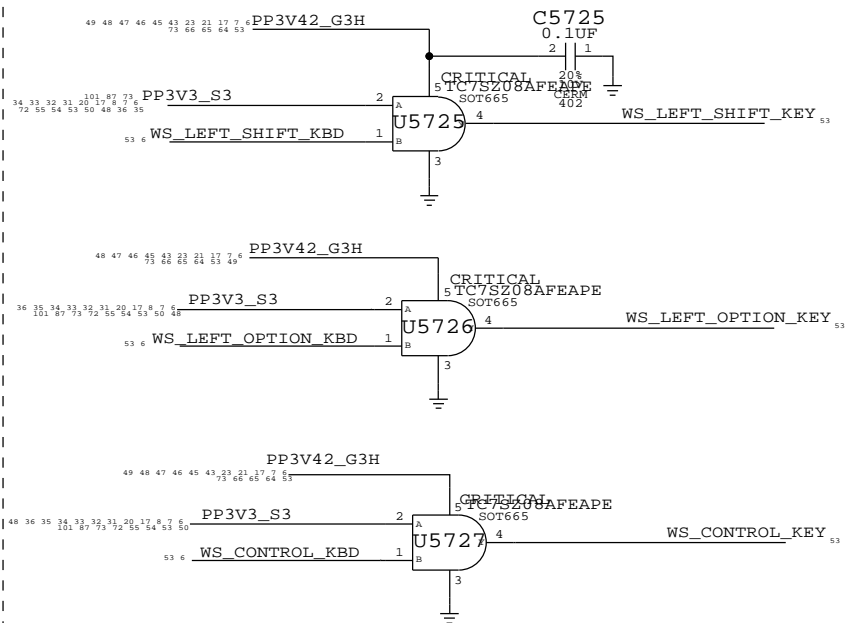 49 48 47 46 45 43 23 21 17 7 6 PP3V42_G3H
73 66 65 64 53
C5725
0.1UF
2 1
20%
CERM
402
CRITICAL
5 TC7SZ08AFEAPE
SOT665
101 87 73 PP3V3_S3
34 33 32 31 20 17 8 7 6
72 55 54 53 50 48 36 35
2 A
U5725
4 WS_LEFT_SHIFT_KEY 53
53 6 WS_LEFT_SHIFT_KBD 1 B
3
48 47 46 45 43 23 21 17 7 6 PP3V42_G3H
73 66 65 64 53 49
CRITICAL
5 TC7SZ08AFEAPE
SOT665
36 35 34 33 32 31 20 17 8 7 6 PP3V3_S3 2 A
101 87 73 72 55 54 53 50 48
U5726
4 WS_LEFT_OPTION_KEY 53
53 6 WS_LEFT_OPTION_KBD 1 B
3
PP3V42_G3H
49 48 47 46 45 43 23 21 17 7 6
73 66 65 64 53
CRITICAL
5 TC7SZ08AFEAPE
SOT665
48 36 35 34 33 32 31 20 17 8 7 6 PP3V3_S3 2 A
101 87 73 72 55 54 53 50
U5727
4 WS_CONTROL_KEY 53
53 6 WS_CONTROL_KBD 1 B
3